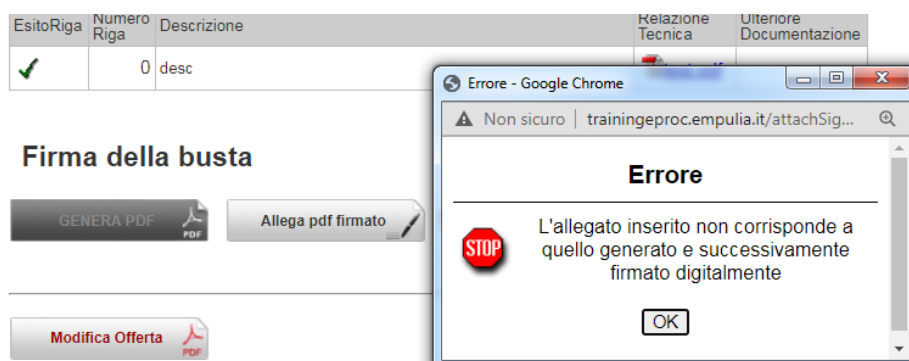 EsitoRiga Numero Riga Descrizione Relazione Tecnica Ulteriore Documentazione
0 desc
Errore - Google Chrome
Non sicuro | trainingeproc.empulia.it/attachSig...
Firma della busta
Errore
GENERA PDF PDF
Allega pdf firmato
STOP
L'allegato inserito non corrisponde a
quello generato e successivamente
firmato digitalmente
OK
Modifica Offerta PDF